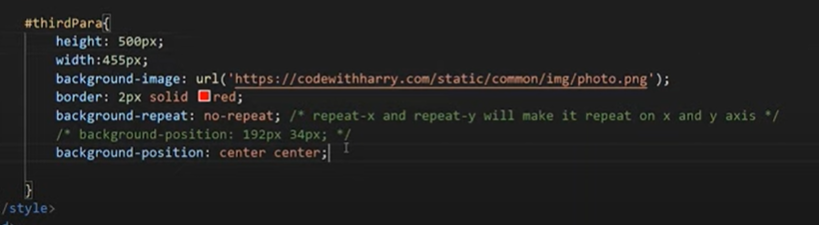 #thirdPara{
height: 500px;
width:455px;
background-image: url('https://codewithharry.com/static/common/img/photo.png');
border: 2px solid red;
background-repeat: no-repeat; /* repeat-x and repeat-y will make it repeat on x and y axis */
/* background-position: 192px 34px; */
background-position: center center;
}
/style>